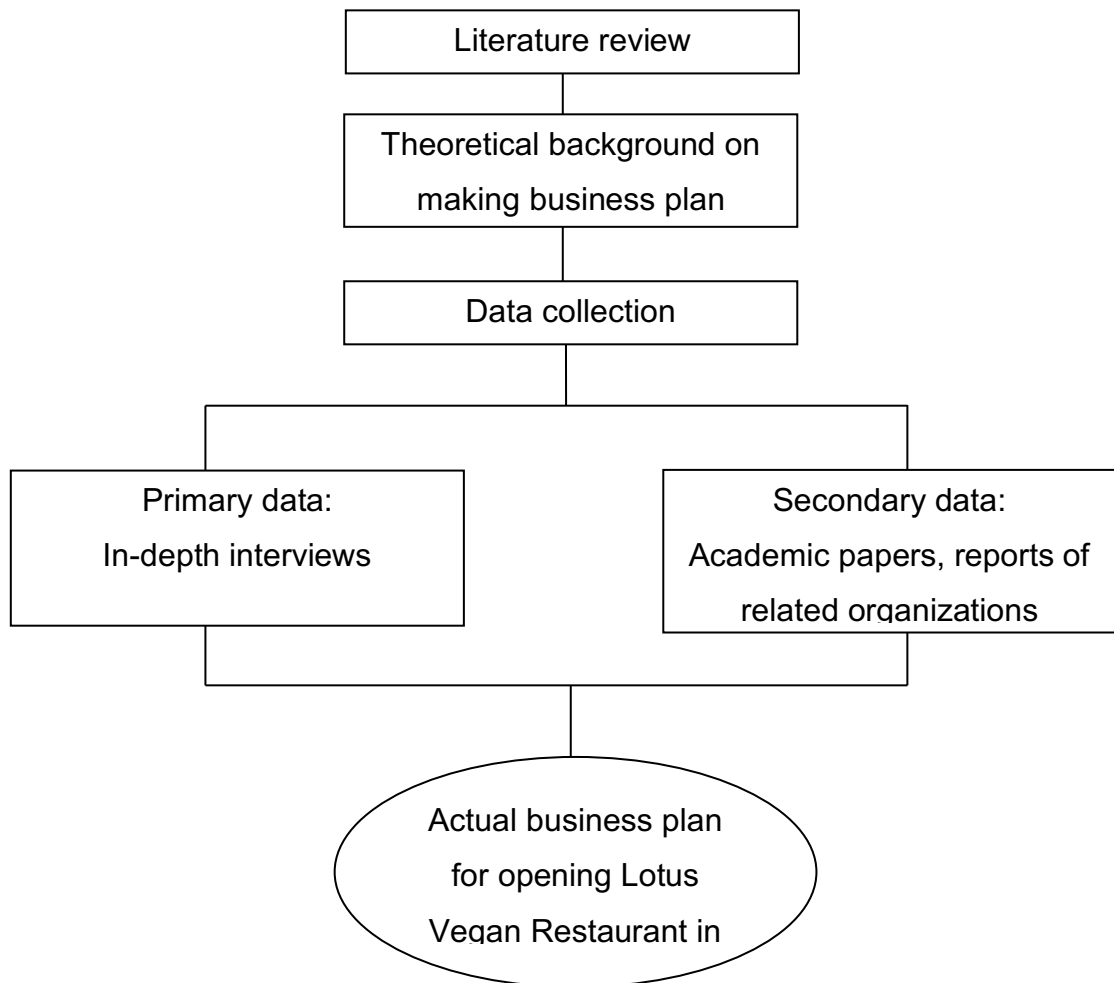 Literature review
Theoretical background on
making business plan
Data collection
Primary data:
In-depth interviews
Secondary data:
Academic papers, reports of
related organizations
Actual business plan
for opening Lotus
Vegan Restaurant in